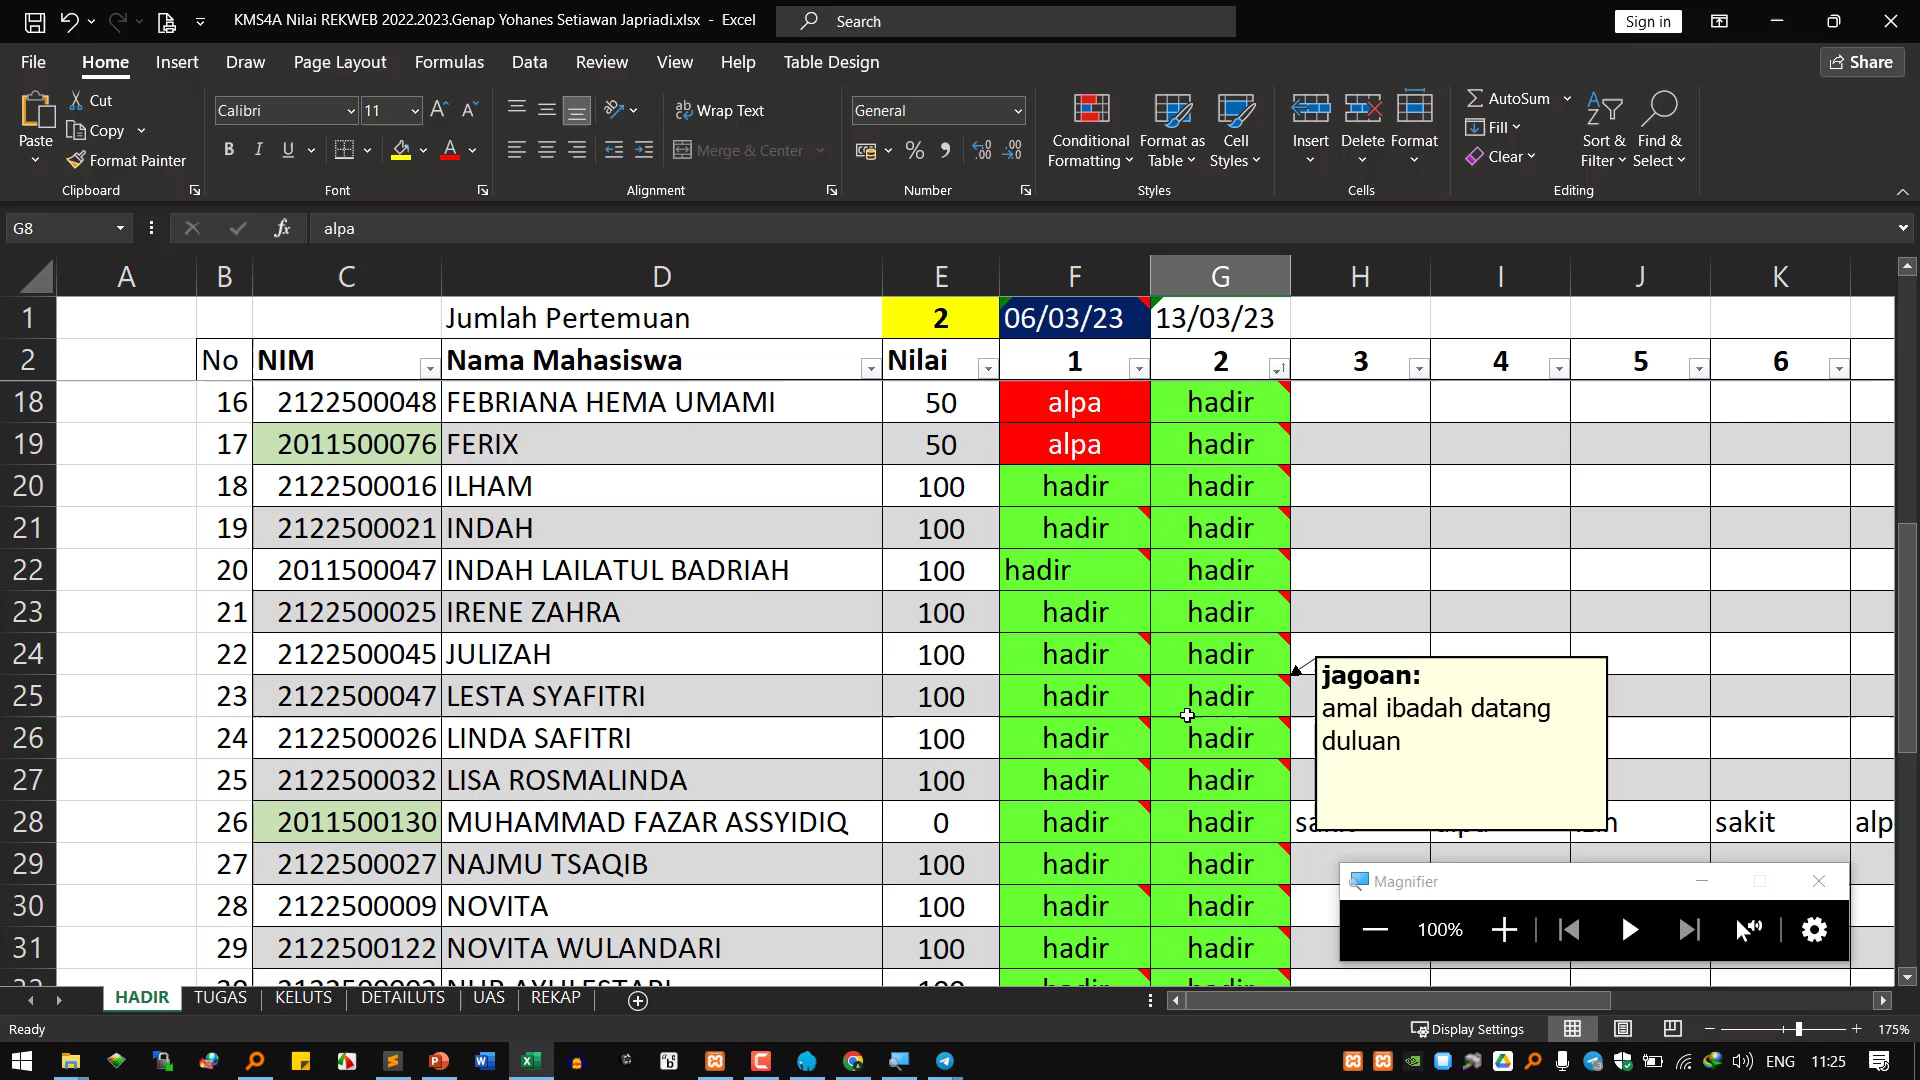 KMS4A Nilai REKWEB 2022.2023.Genap Yohanes Setiawan Japriadi.xlsx - Excel
Search
Sign in
File Home Insert Draw Page Layout Formulas Data Review View Help Table Design
Share
Paste
Cut
Copy
Format Painter
Clipboard
Calibri 11
B I U
Font
Wrap Text
Merge & Center
Alignment
General
Number
Conditional Formatting
Format as Table
Cell Styles
Styles
Insert
Delete
Format
Cells
AutoSum
Fill
Clear
Sort & Filter
Find & Select
Editing
G8
fx
alpa
A B C D E F G H I J K
1 Jumlah Pertemuan 2 06/03/23 13/03/23
2 No NIM Nama Mahasiswa Nilai 1 2 3 4 5 6
18 16 2122500048 FEBRIANA HEMA UMAMI 50 alpa hadir
19 17 2011500076 FERIX 50 alpa hadir
20 18 2122500016 ILHAM 100 hadir hadir
21 19 2122500021 INDAH 100 hadir hadir
22 20 2011500047 INDAH LAILATUL BADRIAH 100 hadir hadir
23 21 2122500025 IRENE ZAHRA 100 hadir hadir
24 22 2122500045 JULIZAH 100 hadir hadir
25 23 2122500047 LESTA SYAFITRI 100 hadir hadir
26 24 2122500026 LINDA SAFITRI 100 hadir hadir
27 25 2122500032 LISA ROSMALINDA 100 hadir hadir
28 26 2011500130 MUHAMMAD FAZAR ASSYIDIQ 0 hadir hadir sakit
29 27 2122500027 NAJMU TSAQIB 100 hadir hadir
30 28 2122500009 NOVITA 100 hadir hadir
31 29 2122500122 NOVITA WULANDARI 100 hadir hadir
jagoan:
amal ibadah datang
duluan
Magnifier
100%
HADIR TUGAS KELUTS DETAILUTS UAS REKAP
Ready
Display Settings
175%
ENG 11:25